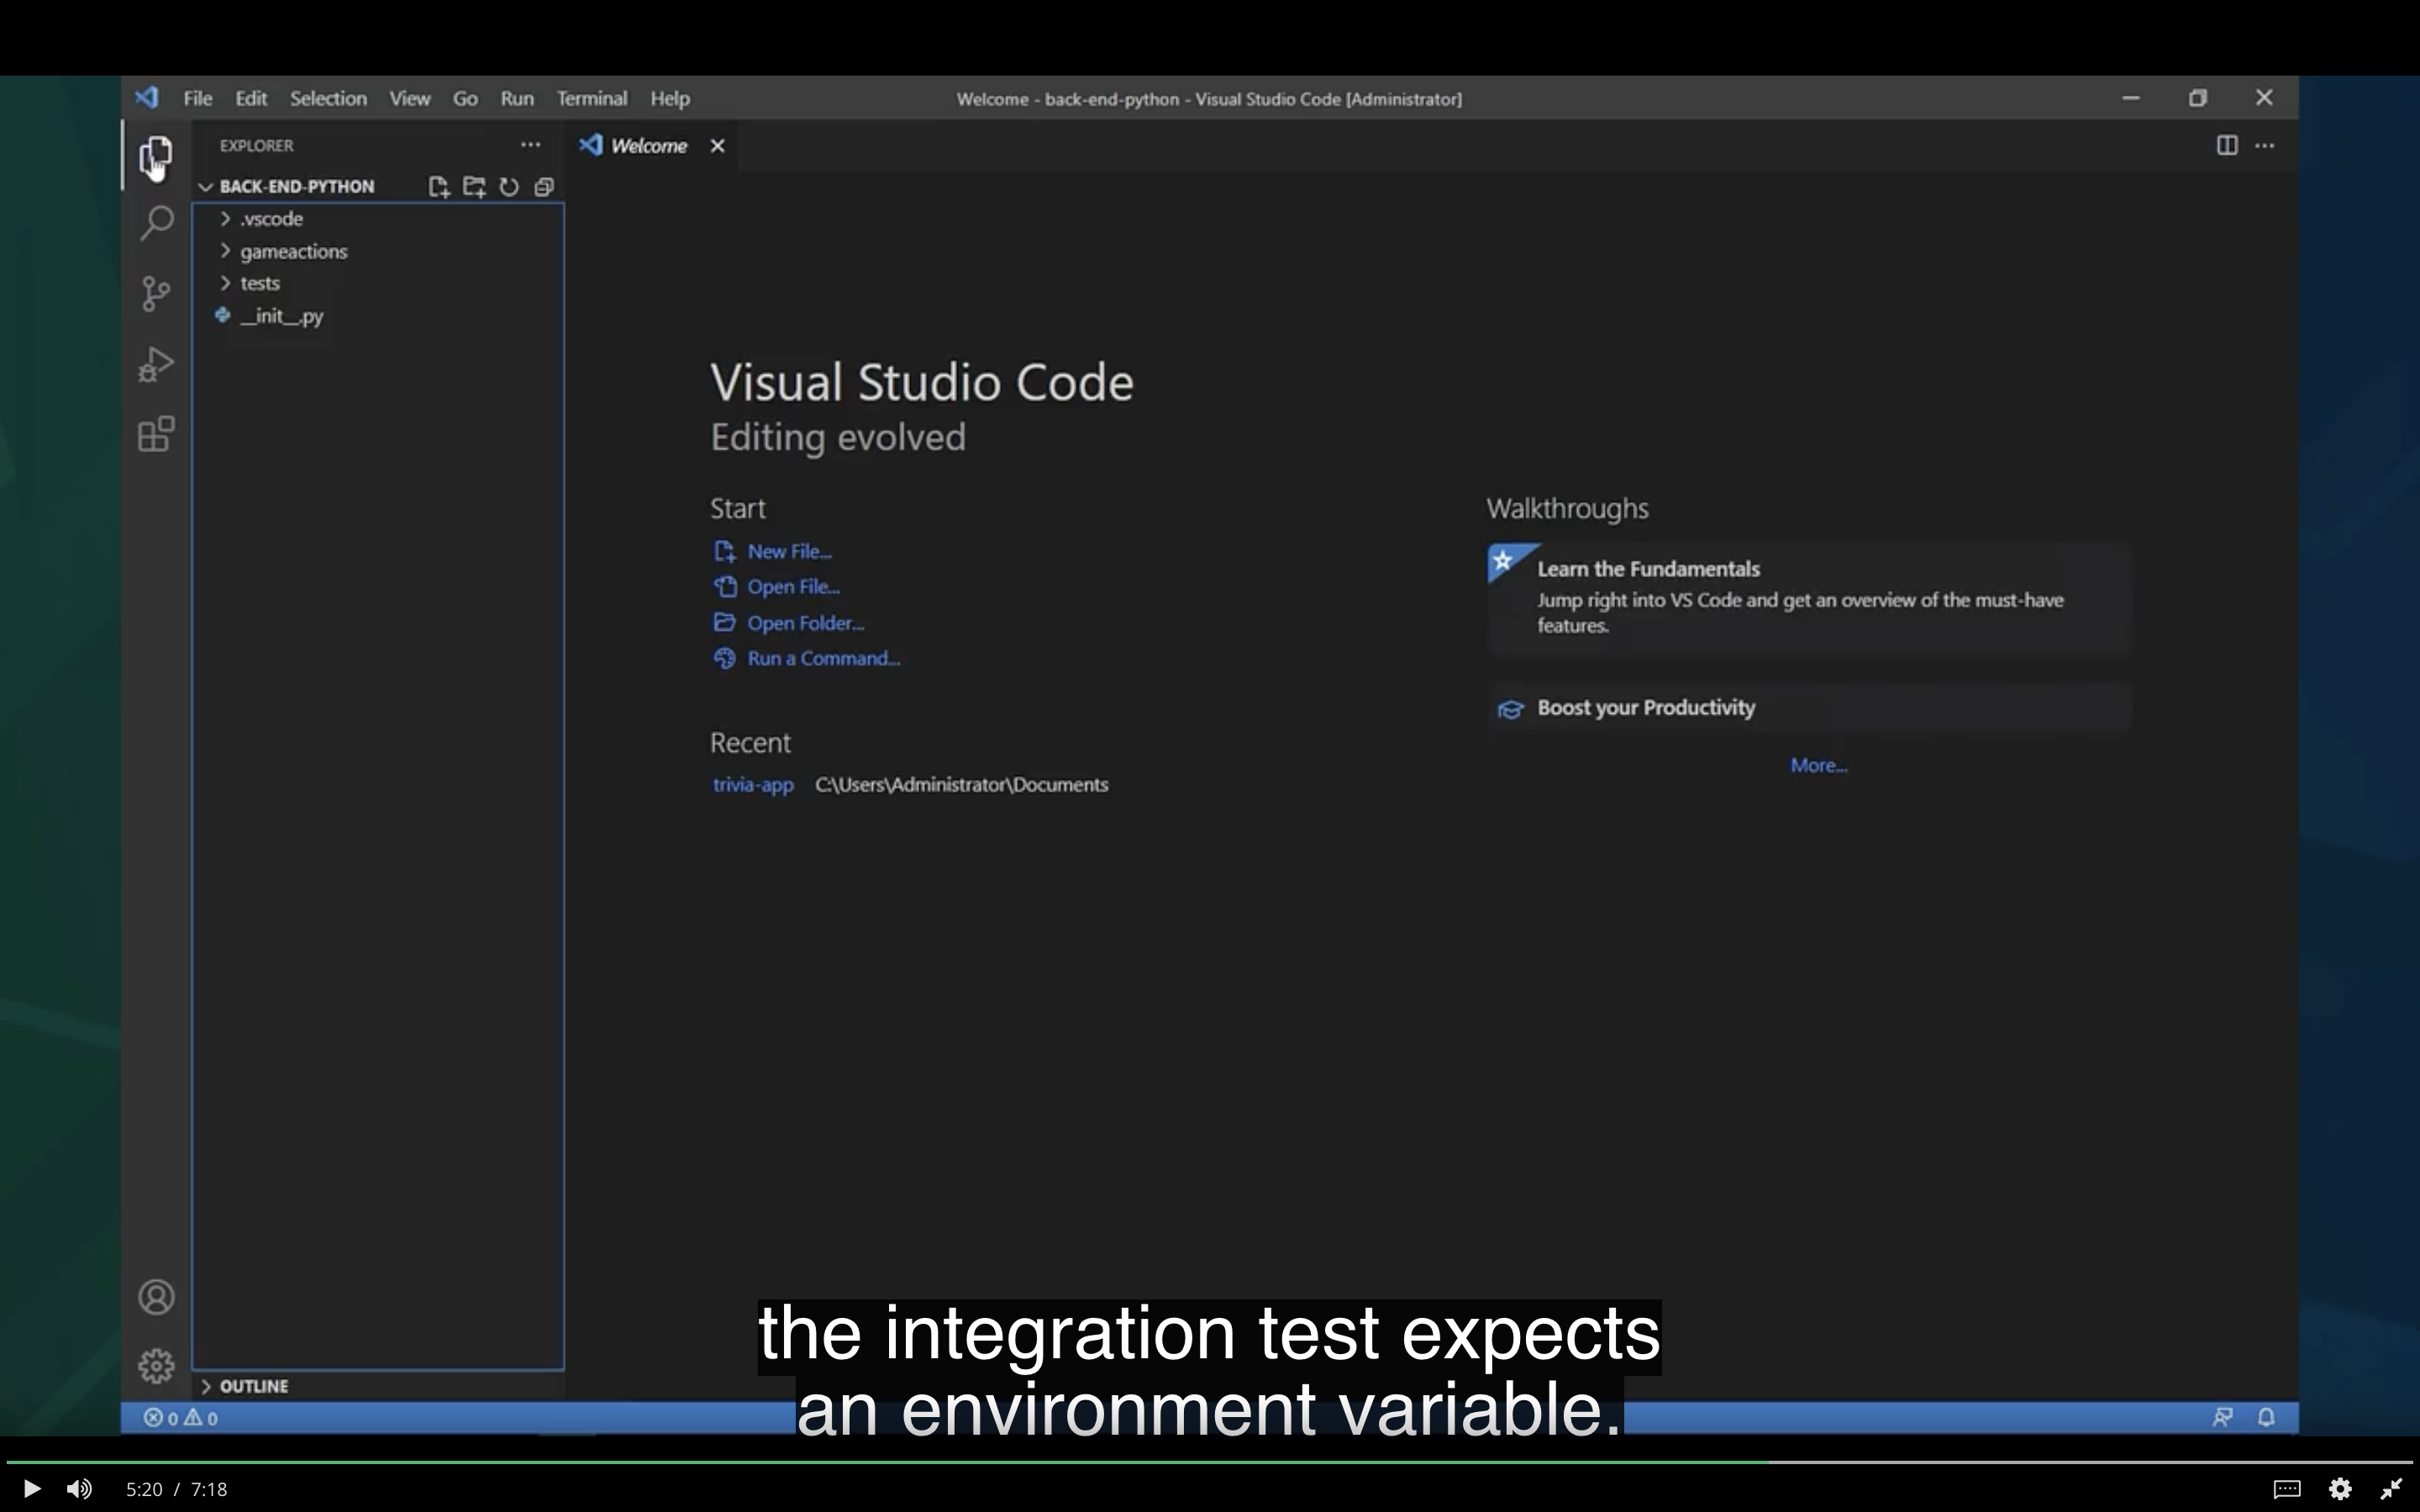 File Edit Selection View Go Run Terminal Help
Welcome - back-end-python - Visual Studio Code [Administrator]
EXPLORER
Welcome
BACK-END-PYTHON
.vscode
gameactions
tests
__init__.py
Visual Studio Code
Editing evolved
Start
New File...
Open File...
Open Folder...
Run a Command...
Recent
trivia-app C:\Users\Administrator\Documents
Walkthroughs
Learn the Fundamentals
Jump right into VS Code and get an overview of the must-have
features.
Boost your Productivity
More...
OUTLINE
0 0
the integration test expects
an environment variable.
5:20 / 7:18